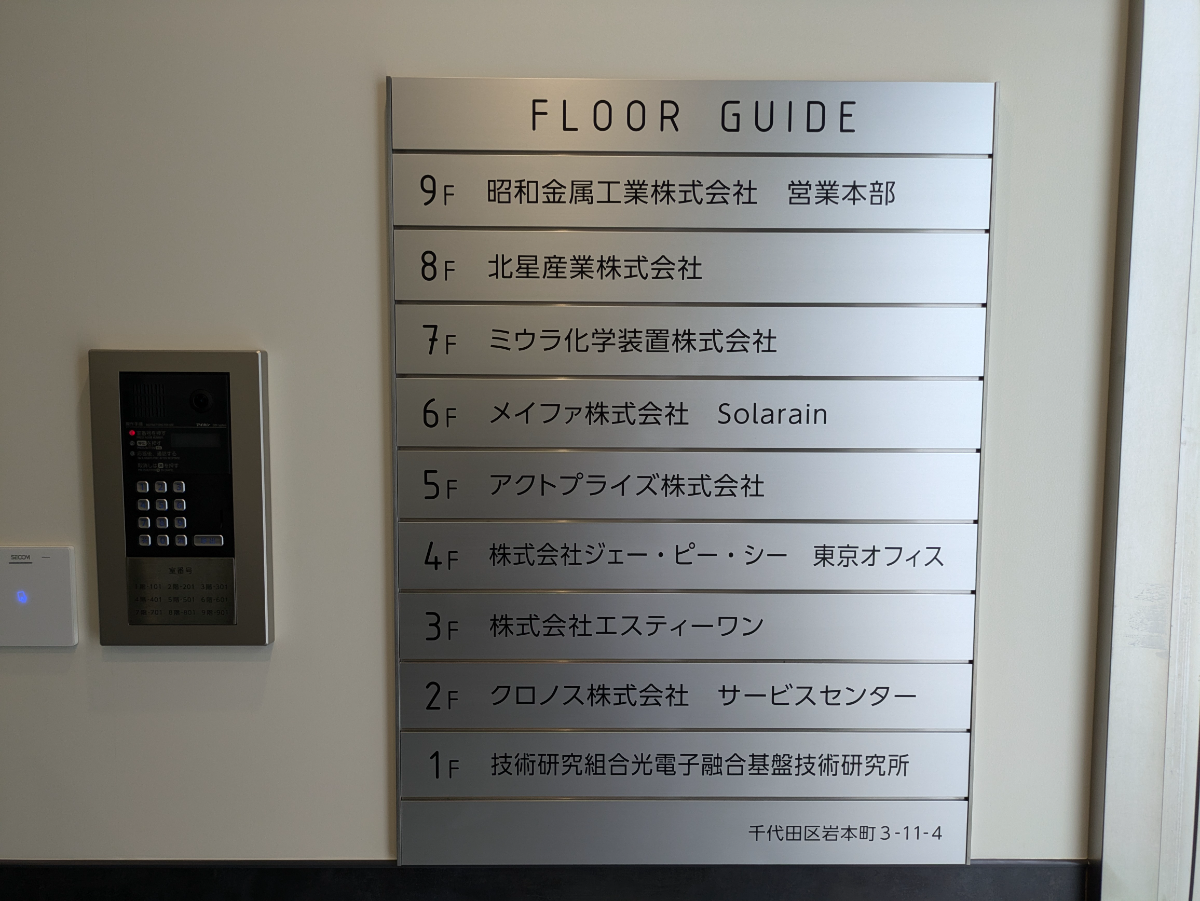 FLOOR GUIDE
9F 昭和金属工業株式会社 営業本部
8F 北星産業株式会社
7F ミウラ化学装置株式会社
6F メイファ株式会社 Solarain
5F アクトプライズ株式会社
4F 株式会社ジェー・ピー・シー 東京オフィス
3F 株式会社エスティーワン
2F クロノス株式会社 サービスセンター
1F 技術研究組合光電子融合基盤技術研究所
千代田区岩本町3-11-4
SECOM
室番号